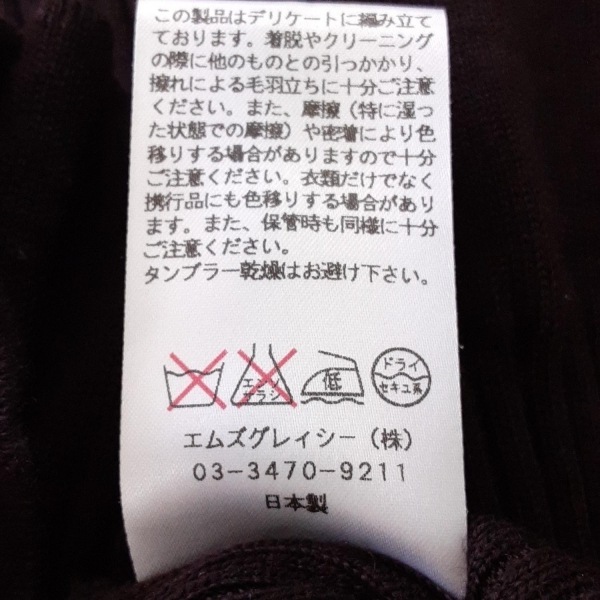 この製品はデリケートに編み立て
ております。着脱やクリーニング
の際に他のものとの引っかかり、
擦れによる毛羽立ちに十分ご注意
ください。また、摩擦（特に湿っ
た状態での摩擦）や密着により色
移りする場合がありますので十分
ご注意ください。衣類だけでなく
携行品にも色移りする場合があり
ます。また、保管時も同様に十分
ご注意ください。
タンブラー乾燥はお避け下さい。
エンソ サラシ 低 ドライ セキユ系
エムズグレイシー（株）
03-3470-9211
日本製